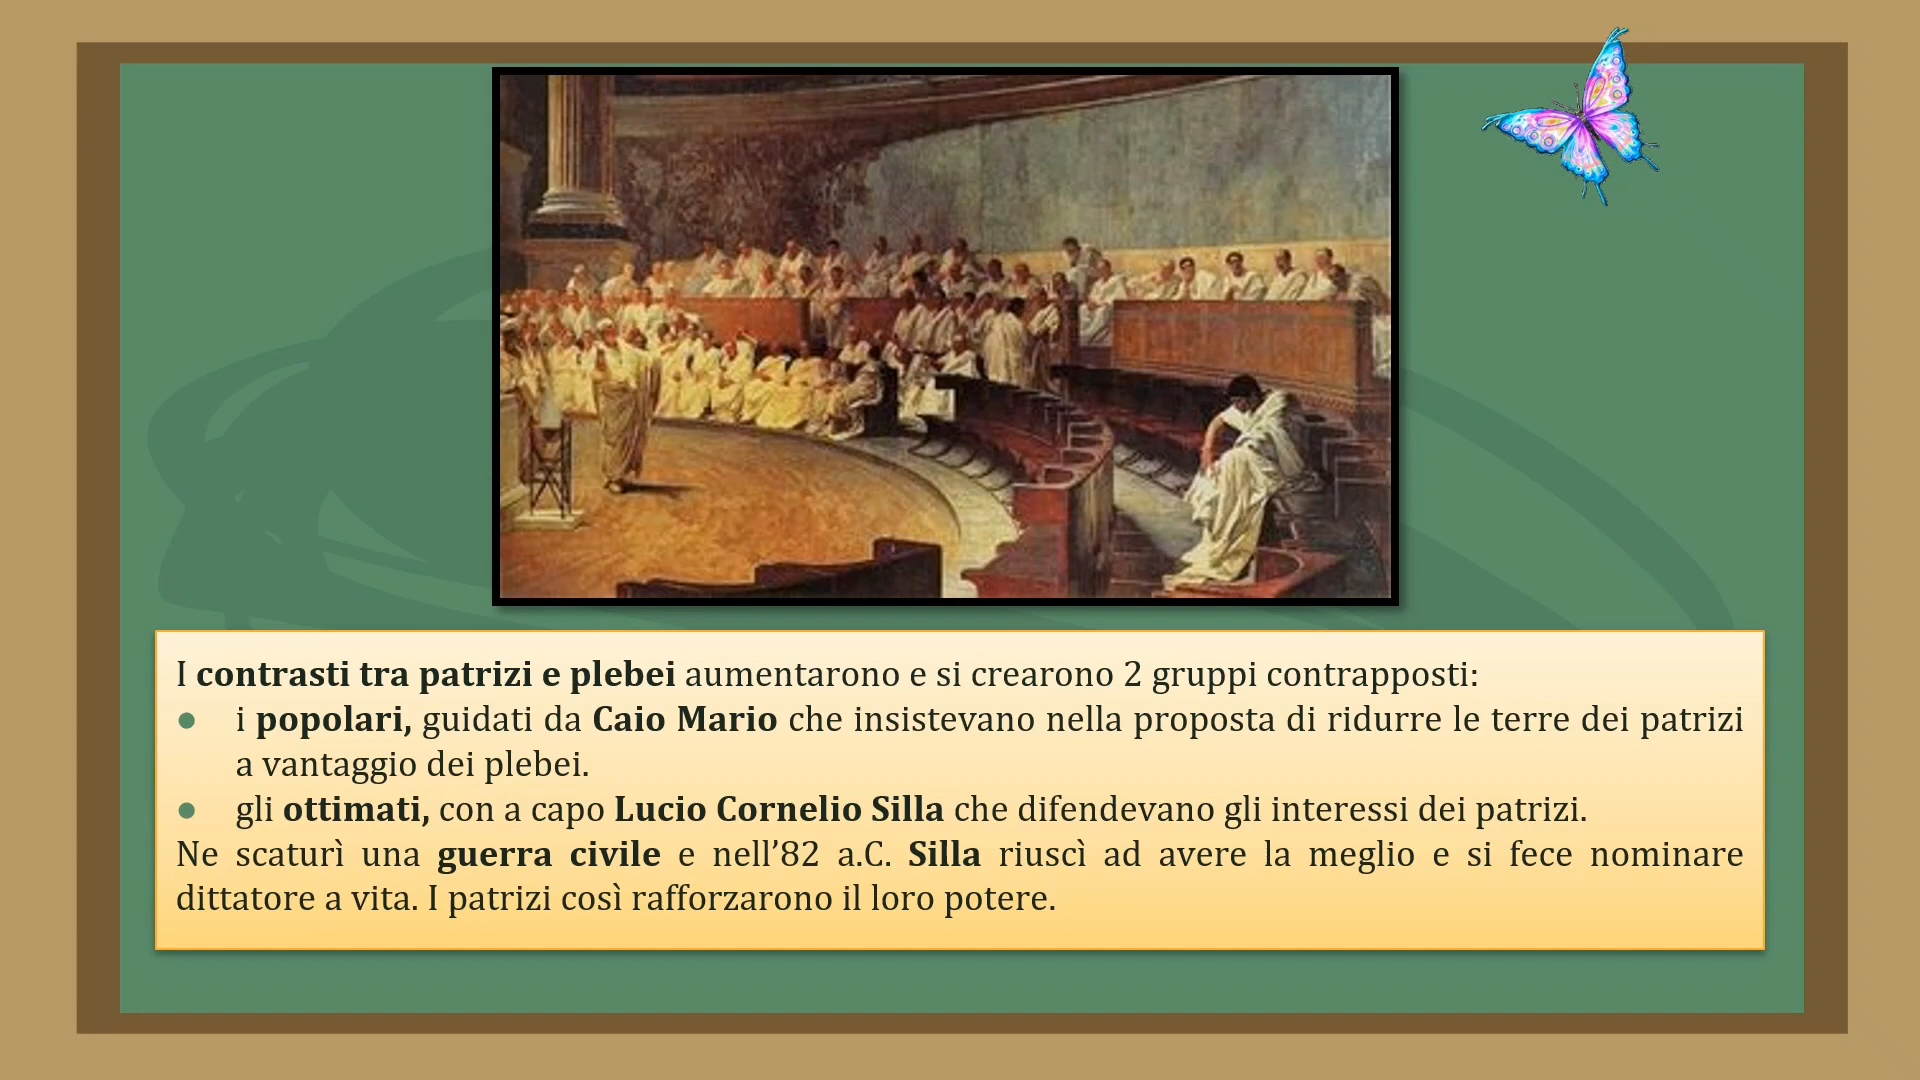 I contrasti tra patrizi e plebei aumentarono e si crearono 2 gruppi contrapposti:
● i popolari, guidati da Caio Mario che insistevano nella proposta di ridurre le terre dei patrizi
a vantaggio dei plebei.
● gli ottimati, con a capo Lucio Cornelio Silla che difendevano gli interessi dei patrizi.
Ne scaturì una guerra civile e nell’82 a.C. Silla riuscì ad avere la meglio e si fece nominare
dittatore a vita. I patrizi così rafforzarono il loro potere.